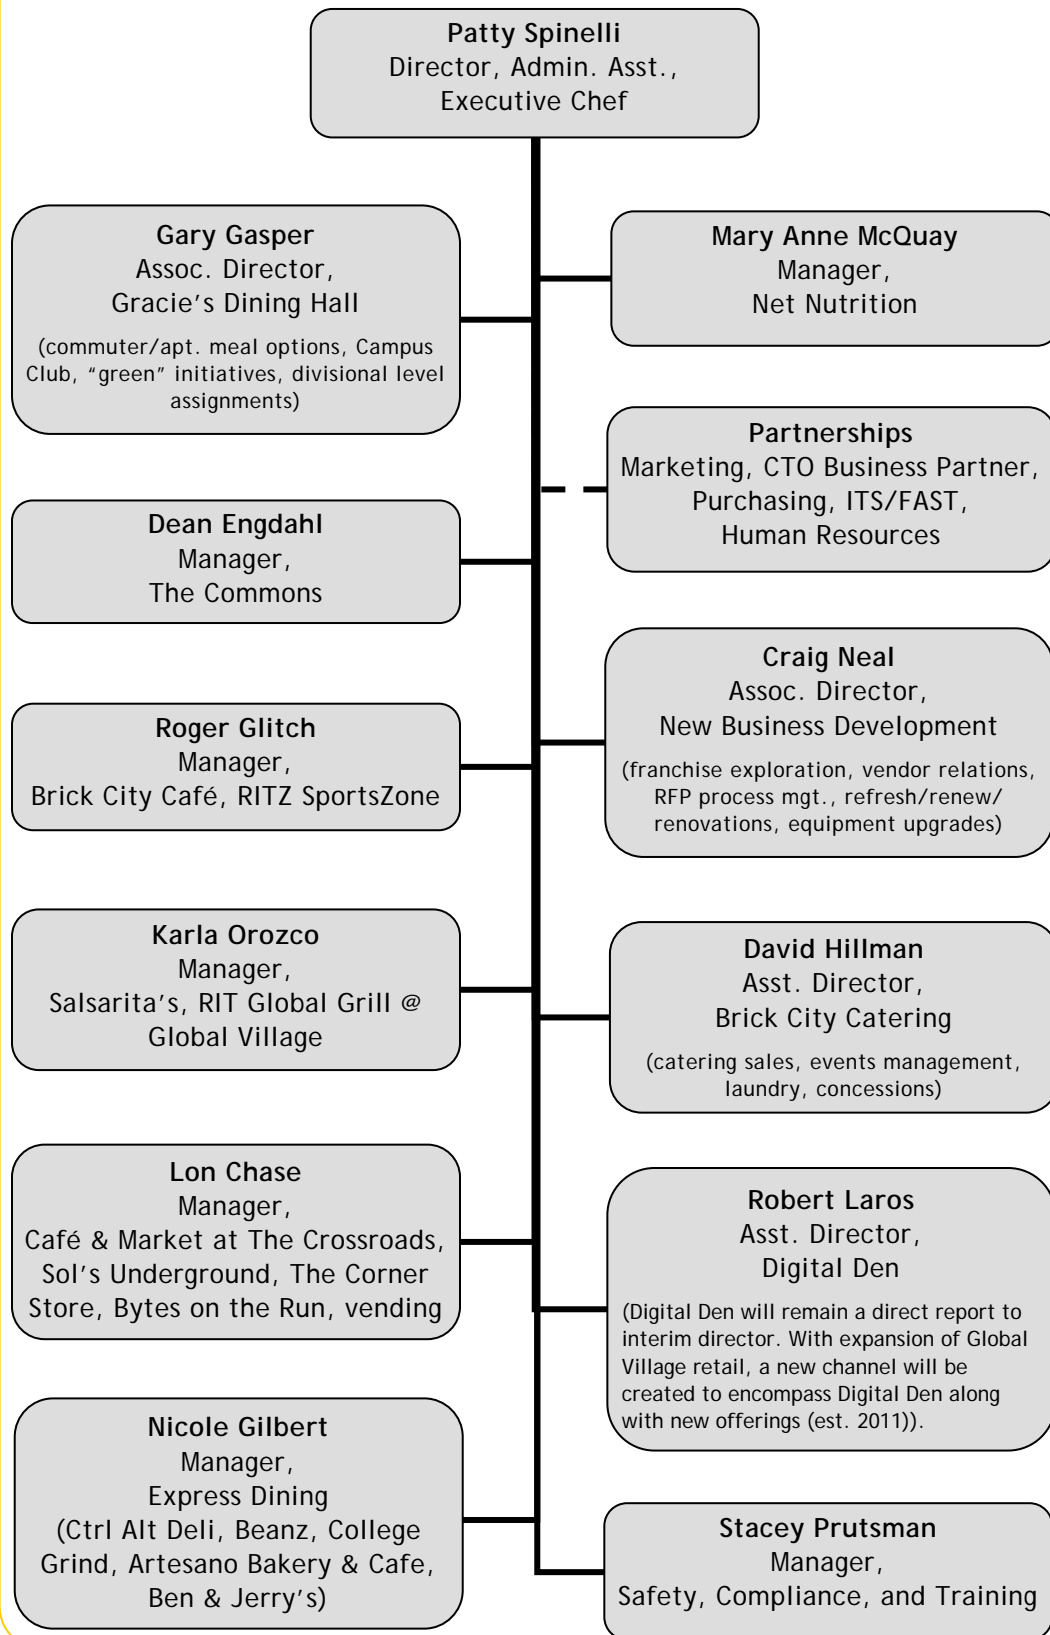 Patty Spinelli
Director, Admin. Asst.,
Executive Chef
Gary Gasper
Assoc. Director,
Gracie’s Dining Hall
(commuter/apt. meal options, Campus
Club, “green” initiatives, divisional level
assignments)
Mary Anne McQuay
Manager,
Net Nutrition
Partnerships
Marketing, CTO Business Partner,
Purchasing, ITS/FAST,
Human Resources
Dean Engdahl
Manager,
The Commons
Craig Neal
Assoc. Director,
New Business Development
(franchise exploration, vendor relations,
RFP process mgt., refresh/renew/
renovations, equipment upgrades)
Roger Glitch
Manager,
Brick City Café, RITZ SportsZone
Karla Orozco
Manager,
Salsarita’s, RIT Global Grill @
Global Village
David Hillman
Asst. Director,
Brick City Catering
(catering sales, events management,
laundry, concessions)
Lon Chase
Manager,
Café & Market at The Crossroads,
Sol’s Underground, The Corner
Store, Bytes on the Run, vending
Robert Laros
Asst. Director,
Digital Den
(Digital Den will remain a direct report to
interim director. With expansion of Global
Village retail, a new channel will be
created to encompass Digital Den along
with new offerings (est. 2011)).
Nicole Gilbert
Manager,
Express Dining
(Ctrl Alt Deli, Beanz, College
Grind, Artesano Bakery & Cafe,
Ben & Jerry’s)
Stacey Prutsman
Manager,
Safety, Compliance, and Training